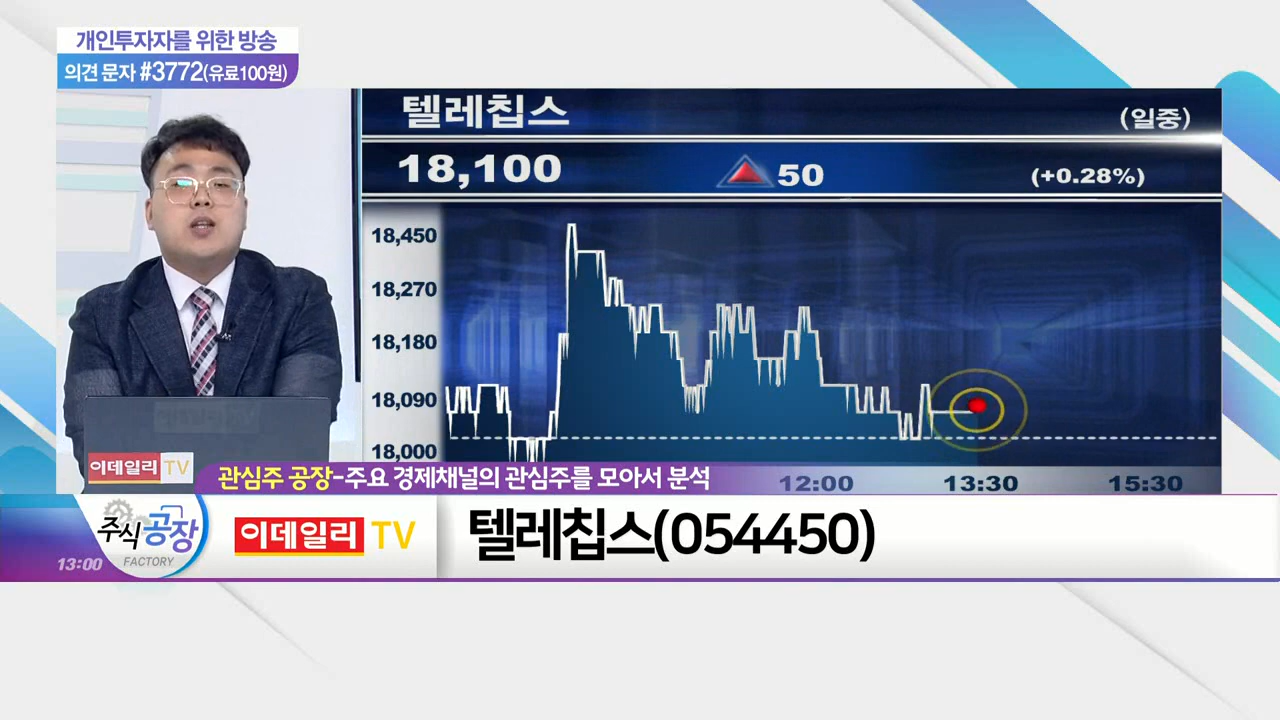 개인투자자를 위한 방송
의견 문자 #3772(유료100원)
텔레칩스
(일중)
18,100
50
(+0.28%)
18,450
18,270
18,180
18,090
18,000
12:00
13:30
15:30
이데일리 TV
관심주 공장-주요 경제채널의 관심주를 모아서 분석
13:00
주식공장
FACTORY
이데일리 TV
텔레칩스(054450)